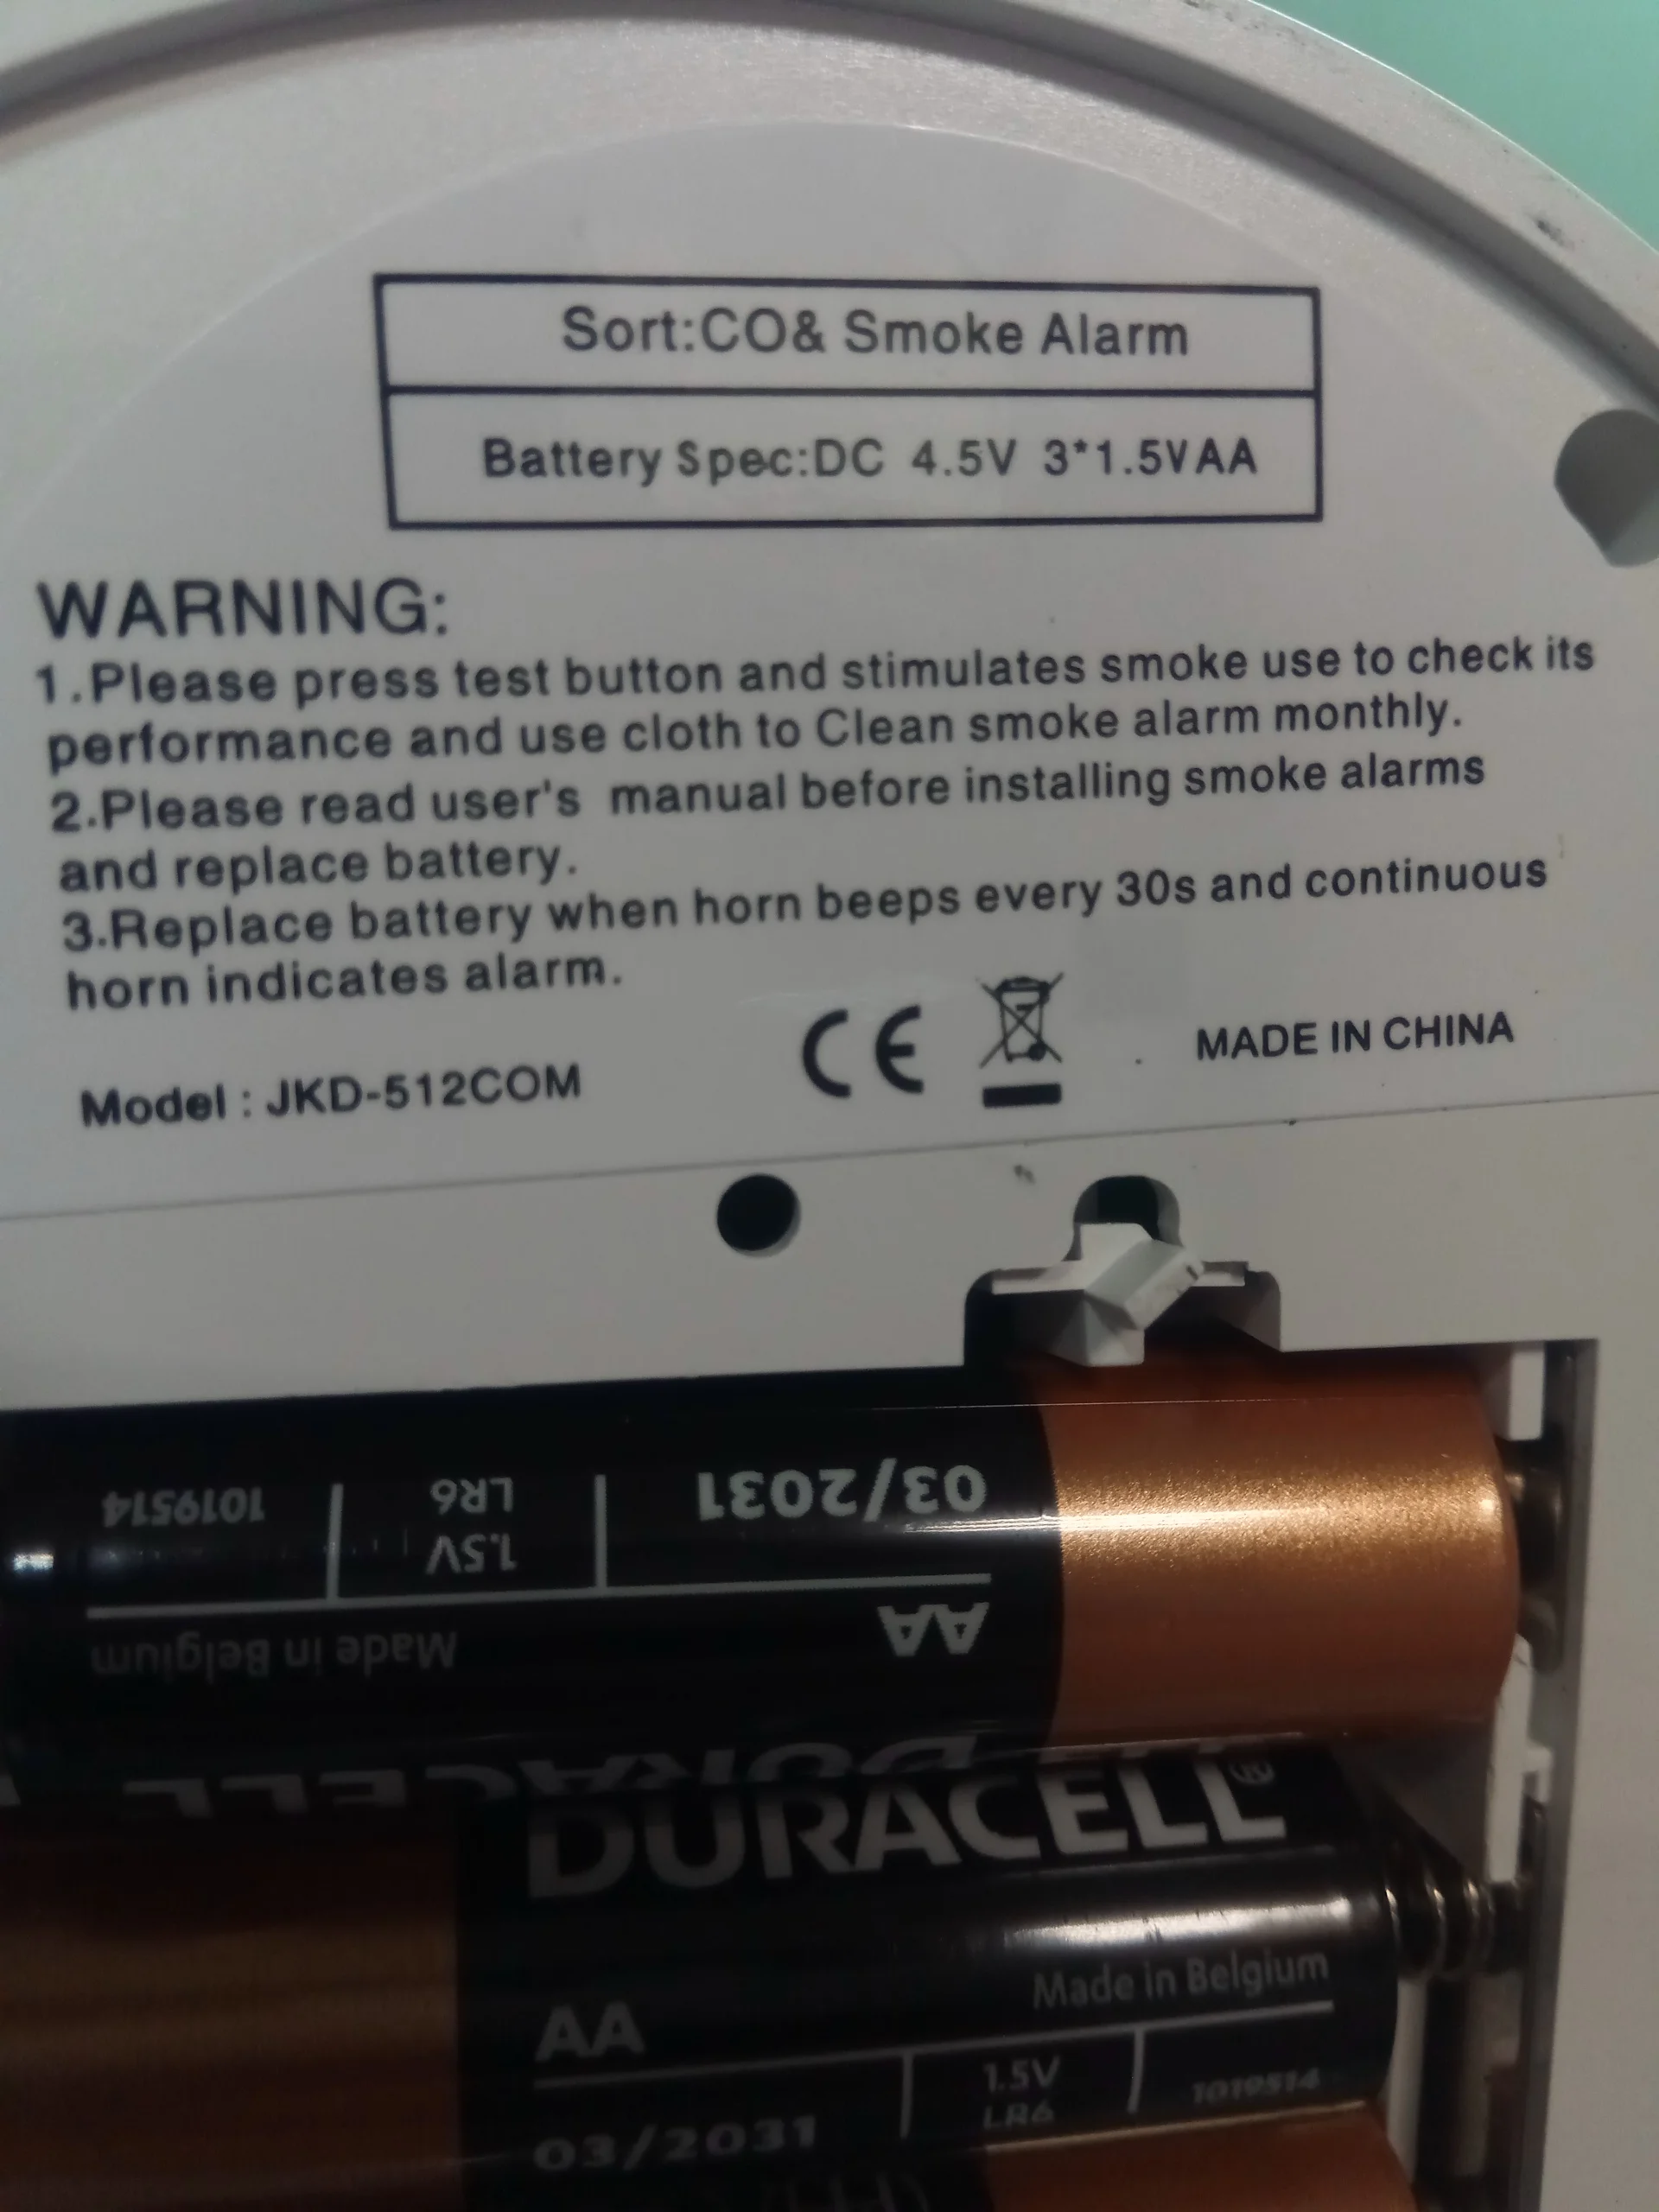 Sort:CO& Smoke Alarm
Battery Spec:DC 4.5V 3*1.5VAA
WARNING:
1.Please press test button and stimulates smoke use to check its
performance and use cloth to Clean smoke alarm monthly.
2.Please read user's manual before installing smoke alarms
and replace battery.
3.Replace battery when horn beeps every 30s and continuous
horn indicates alarm.
Model : JKD-512COM
CE
MADE IN CHINA
03/2031
1.5V
LR6
1019514
AA
Made in Belgium
DURACELL
DURACELL®
Made in Belgium
AA
1.5V
LR6
1019514
03/2031